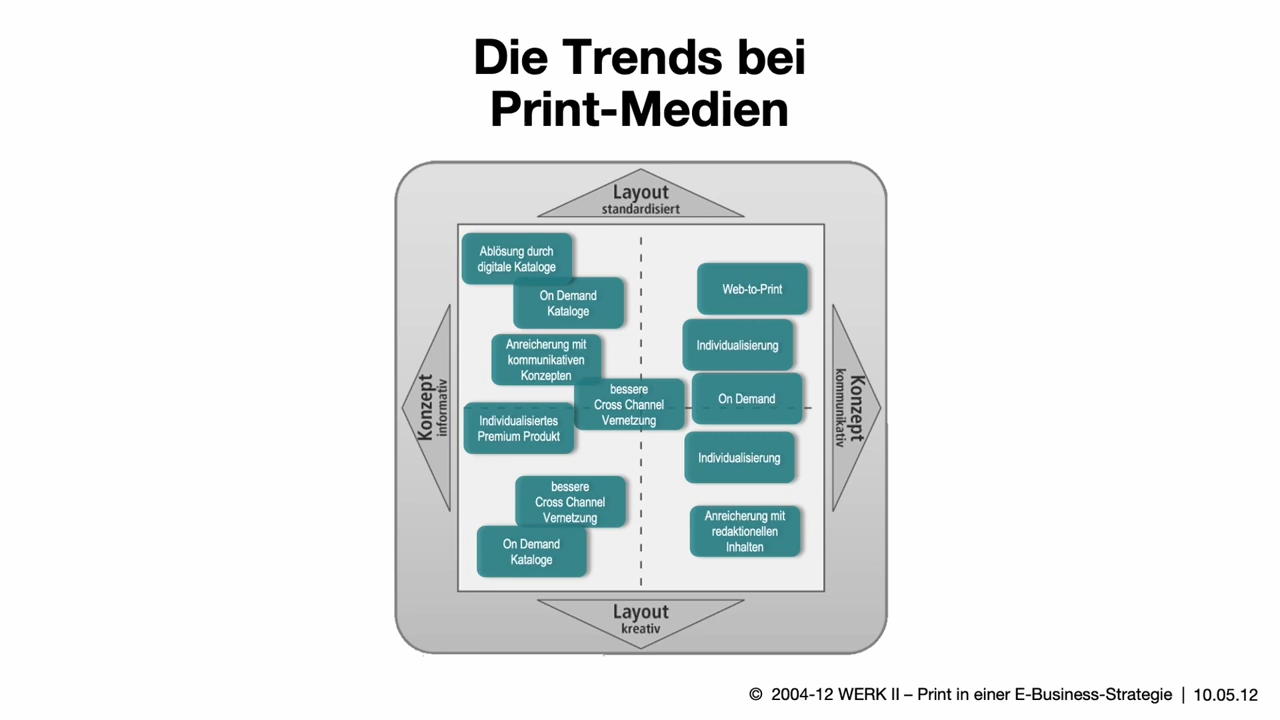 Die Trends bei
Print-Medien
Layout
standardisiert
Ablösung durch
digitale Kataloge
On Demand
Kataloge
Web-to-Print
Anreicherung mit
kommunikativen
Konzepten
Individualisierung
Konzept
informativ
bessere
Cross Channel
Vernetzung
On Demand
Konzept
kommunikativ
Individualisiertes
Premium Produkt
Individualisierung
bessere
Cross Channel
Vernetzung
Anreicherung mit
redaktionellen
Inhalten
On Demand
Kataloge
Layout
kreativ
© 2004-12 WERK II – Print in einer E-Business-Strategie | 10.05.12